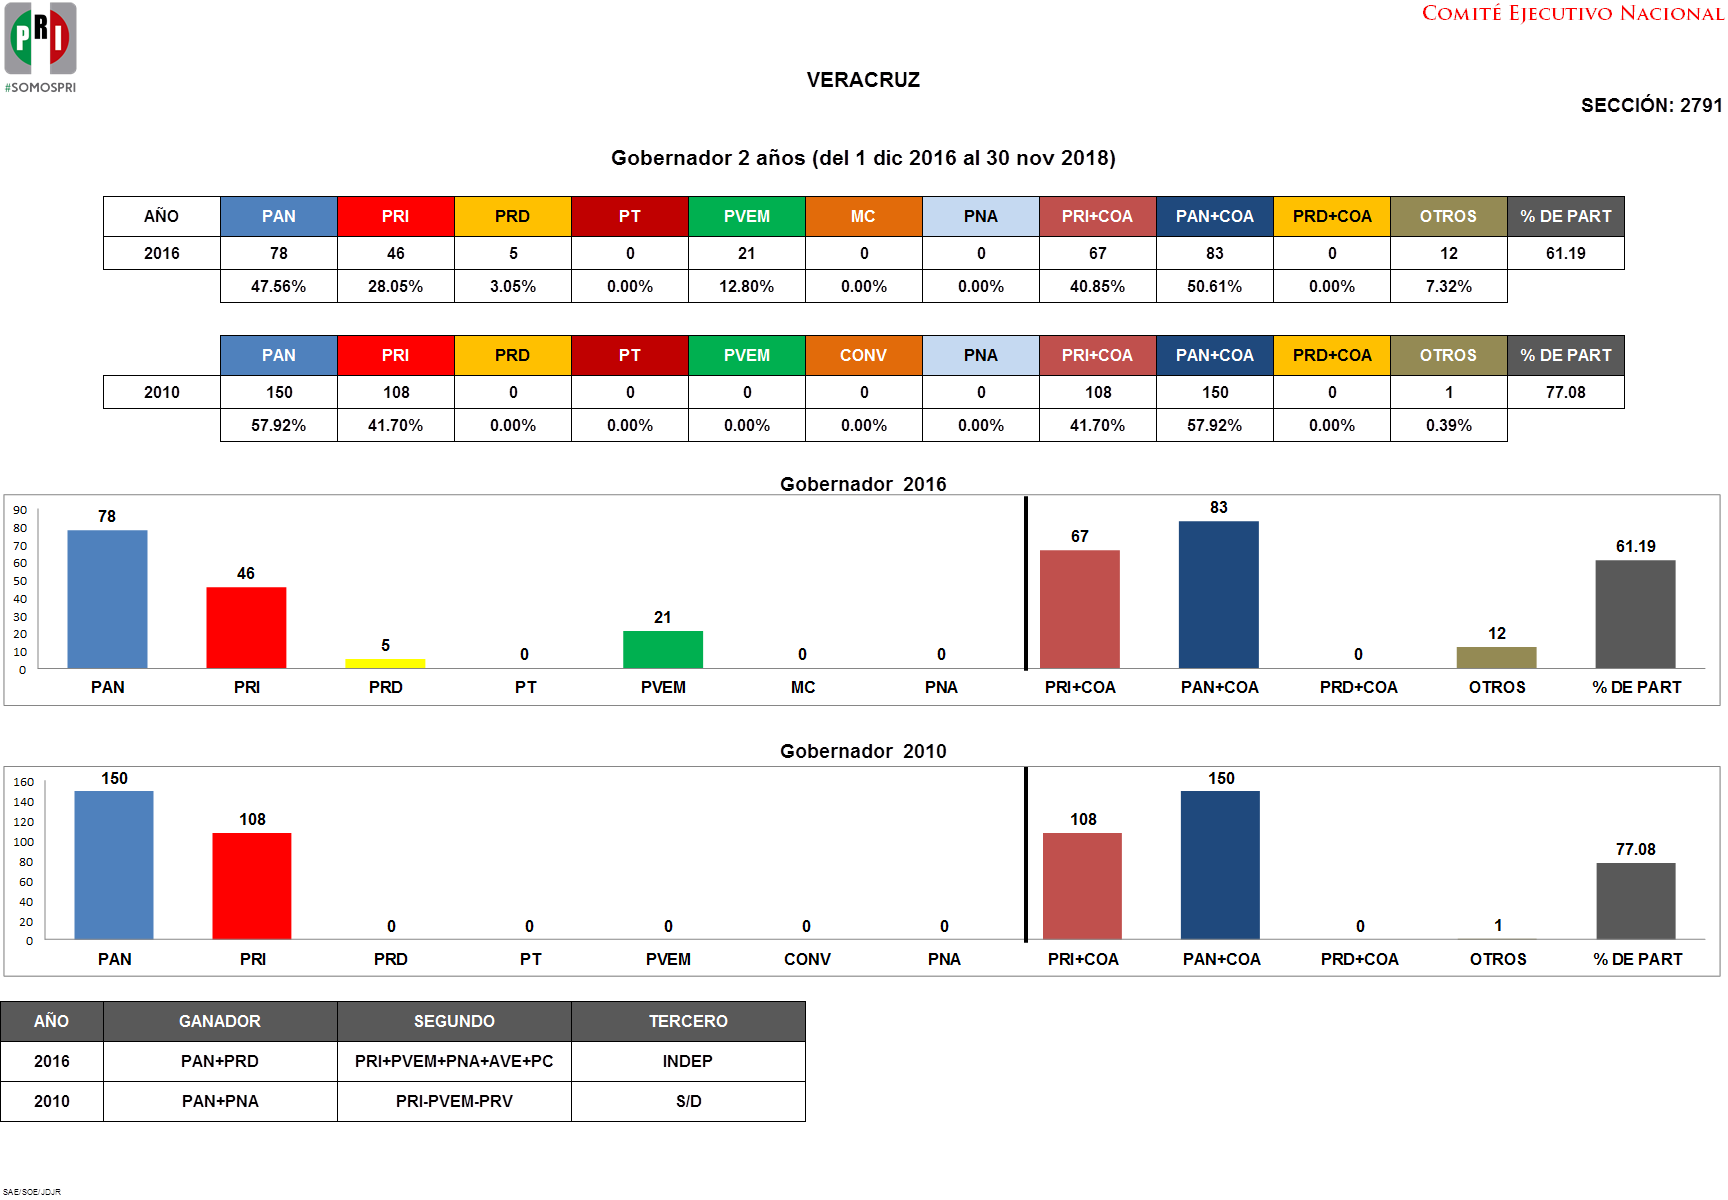 PRI
#SOMOSPRI
COMITÉ EJECUTIVO NACIONAL
VERACRUZ
SECCIÓN: 2791
Gobernador 2 años (del 1 dic 2016 al 30 nov 2018)
AÑO PAN PRI PRD PT PVEM MC PNA PRI+COA PAN+COA PRD+COA OTROS % DE PART
2016 78 46 5 0 21 0 0 67 83 0 12 61.19
47.56% 28.05% 3.05% 0.00% 12.80% 0.00% 0.00% 40.85% 50.61% 0.00% 7.32%
PAN PRI PRD PT PVEM CONV PNA PRI+COA PAN+COA PRD+COA OTROS % DE PART
2010 150 108 0 0 0 0 0 108 150 0 1 77.08
57.92% 41.70% 0.00% 0.00% 0.00% 0.00% 0.00% 41.70% 57.92% 0.00% 0.39%
Gobernador 2016
90
80
70
60
50
40
30
20
10
0
78 46 5 0 21 0 0 67 83 0 12 61.19
PAN PRI PRD PT PVEM MC PNA PRI+COA PAN+COA PRD+COA OTROS % DE PART
Gobernador 2010
160
140
120
100
80
60
40
20
0
150 108 0 0 0 0 0 108 150 0 1 77.08
PAN PRI PRD PT PVEM CONV PNA PRI+COA PAN+COA PRD+COA OTROS % DE PART
AÑO GANADOR SEGUNDO TERCERO
2016 PAN+PRD PRI+PVEM+PNA+AVE+PC INDEP
2010 PAN+PNA PRI-PVEM-PRV S/D
SAE/SOE/JDJR